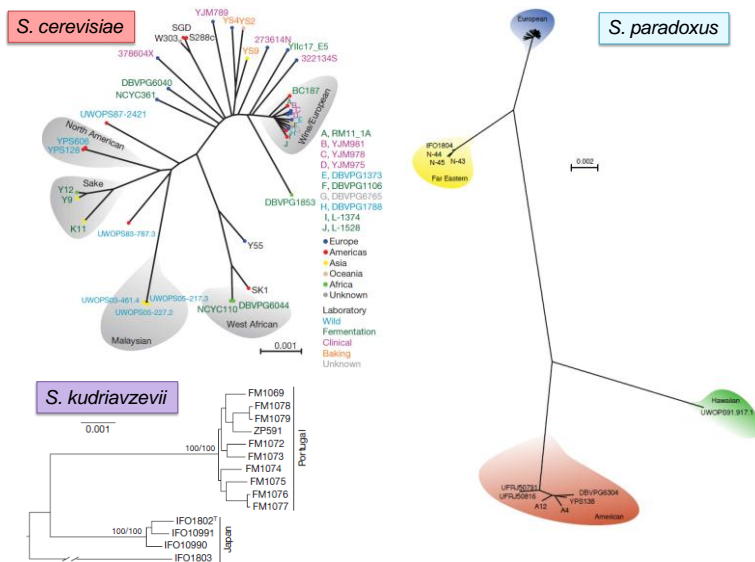 S. cerevisiae
YJM789
YS4
YS2
SGD
W303
S288c
273614N
YIIc17_E5
378604X
YS9
322134S
DBVPG6040
NCYC361
BC187
UWOPS87-2421
Wine/European
J
North American
YPS606
YPS128
Sake
Y12
Y9
K11
UWOPS83-787.3
DBVPG1853
Y55
SK1
UWOPS03-461.4
UWOPS05-217.3
UWOPS05-227.2
Malaysian
NCYC110
DBVPG6044
West African
0.001
A, RM11_1A
B, YJM981
C, YJM978
D, YJM975
E, DBVPG1373
F, DBVPG1106
G, DBVPG6765
H, DBVPG1788
I, L-1374
J, L-1528
Europe
Americas
Asia
Oceania
Africa
Unknown
Laboratory
Wild
Fermentation
Clinical
Baking
Unknown
S. paradoxus
European
IFO1804
N-44
N-45
N-43
Far Eastern
0.002
Hawaiian
UWOPS91.917.1
UFRJ50791
UFRJ50816
DBVPG6304
YPS138
A12
A4
American
S. kudriavzevii
0.001
FM1069
FM1078
FM1079
ZP591
100/100
FM1072
FM1073
FM1074
FM1075
FM1076
FM1077
Portugal
100/100
IFO1802T
IFO10991
IFO10990
IFO1803
Japan